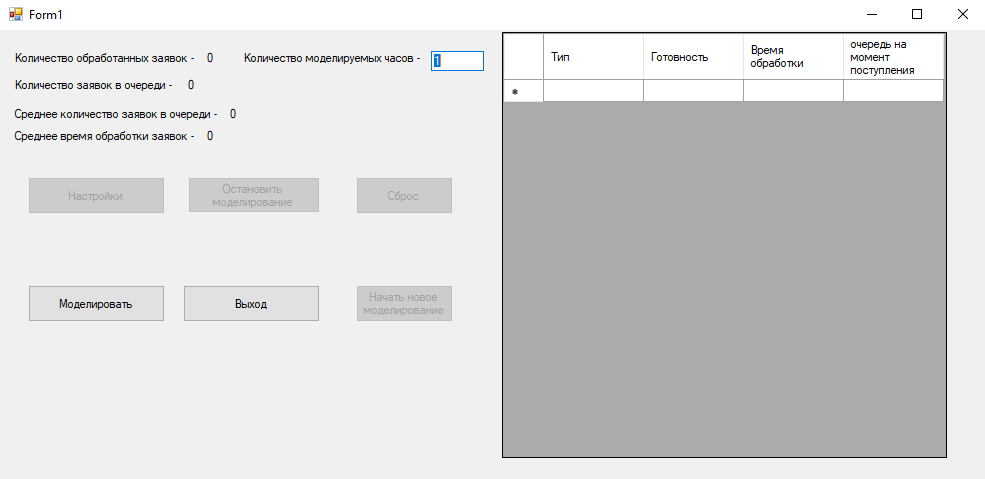 Form1
Количество обработанных заявок - 0
Количество моделируемых часов - 1
Количество заявок в очереди - 0
Среднее количество заявок в очереди - 0
Среднее время обработки заявок - 0
Настройки
Остановить
моделирование
Сброс
Моделировать
Выход
Начать новое
моделирование
Тип
Готовность
Время
обработки
очередь на
момент
поступления